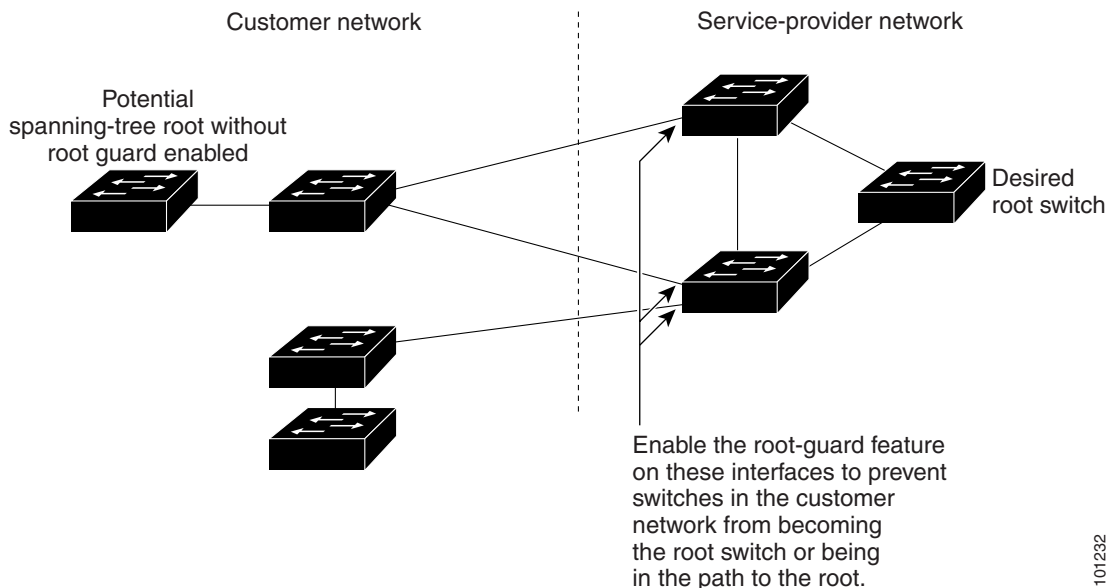 Customer network
Service-provider network
Potential
spanning-tree root without
root guard enabled
Desired
root switch
Enable the root-guard feature
on these interfaces to prevent
switches in the customer
network from becoming
the root switch or being
in the path to the root.
101232